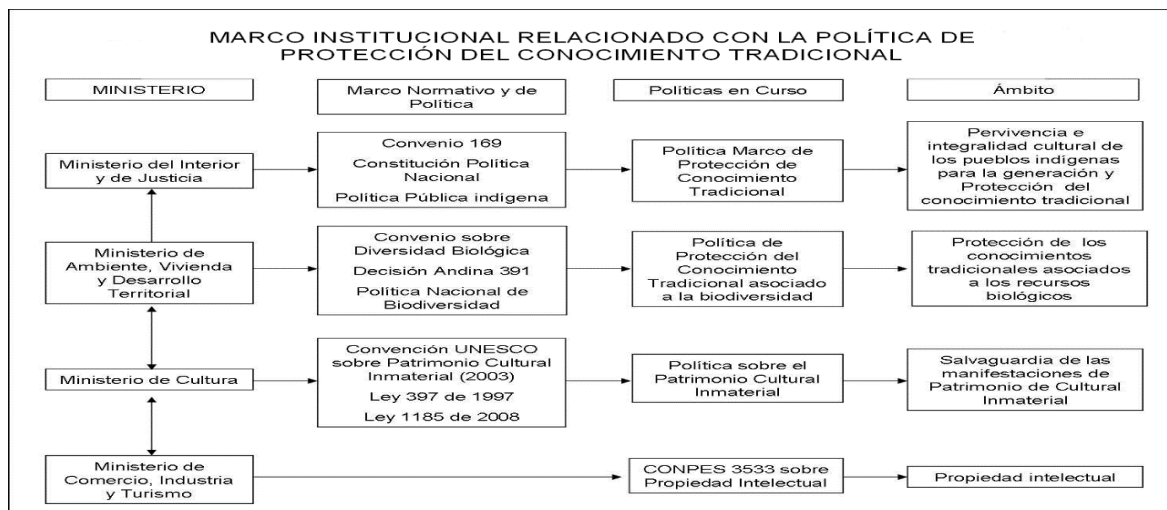 MARCO INSTITUCIONAL RELACIONADO CON LA POLÍTICA DE
PROTECCIÓN DEL CONOCIMIENTO TRADICIONAL
MINISTERIO
Marco Normativo y de
Política
Políticas en Curso
Ámbito
Ministerio del Interior
y de Justicia
Convenio 169
Constitución Política
Nacional
Política Pública indígena
Política Marco de
Protección de
Conocimiento
Tradicional
Pervivencia e
integralidad cultural de
los pueblos indígenas
para la generación y
Protección del
conocimiento tradicional
Ministerio de
Ambiente, Vivienda
y Desarrollo
Territorial
Convenio sobre
Diversidad Biológica
Decisión Andina 391
Política Nacional de
Biodiversidad
Política de
Protección del
Conocimiento
Tradicional asociado
a la biodiversidad
Protección de los
conocimientos
tradicionales asociados
a los recursos
biológicos
Ministerio de Cultura
Convención UNESCO
sobre Patrimonio Cultural
Inmaterial (2003)
Ley 397 de 1997
Ley 1185 de 2008
Política sobre el
Patrimonio Cultural
Inmaterial
Salvaguardia de las
manifestaciones de
Patrimonio de Cultural
Inmaterial
Ministerio de
Comercio, Industria
y Turismo
CONPES 3533 sobre
Propiedad Intelectual
Propiedad intelectual